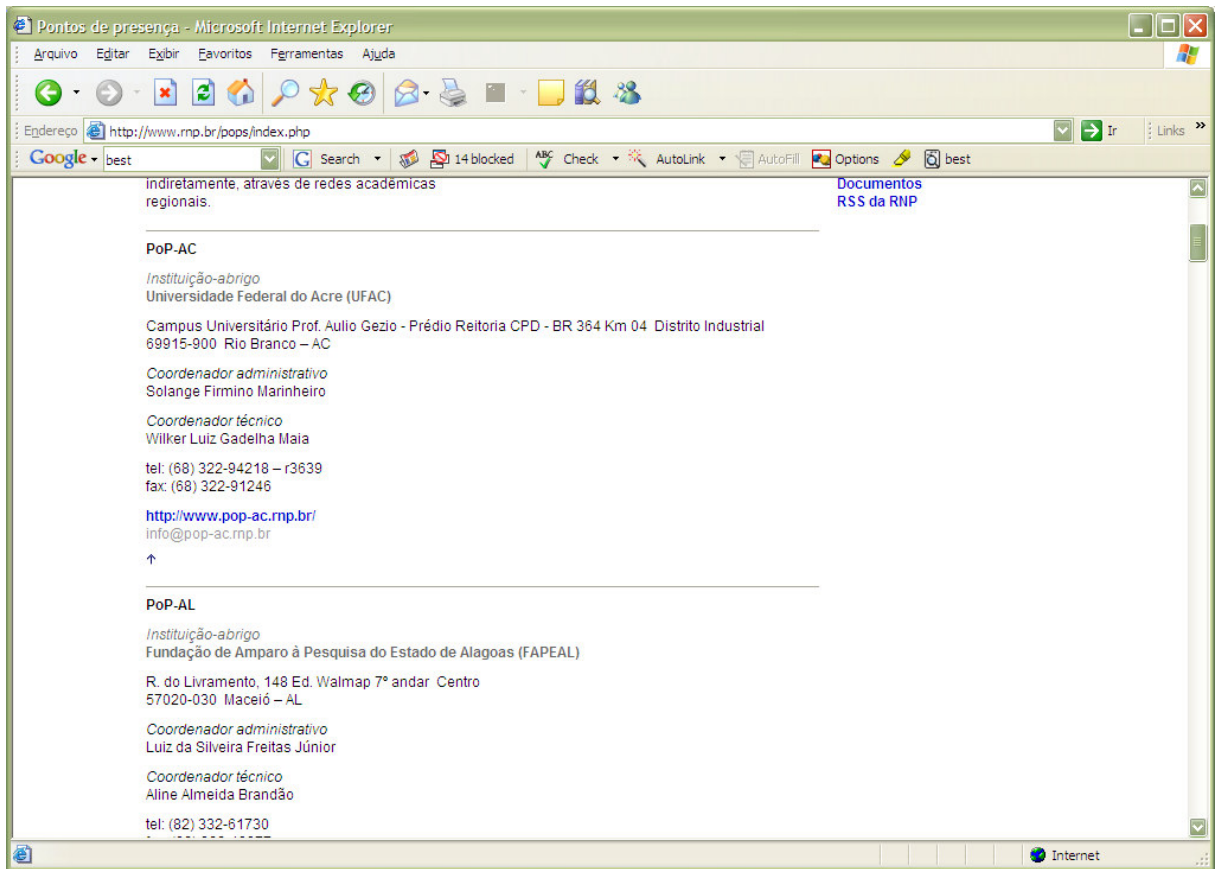 Pontos de presença - Microsoft Internet Explorer
Arquivo Editar Exibir Favoritos Ferramentas Ajuda
Endereço http://www.rnp.br/pops/index.php Ir Links »
Google best Search 14 blocked ABC Check AutoLink AutoFill Options best
indiretamente, através de redes acadêmicas
regionais.
Documentos
RSS da RNP
PoP-AC
Instituição-abrigo
Universidade Federal do Acre (UFAC)
Campus Universitário Prof. Aulio Gezio - Prédio Reitoria CPD - BR 364 Km 04 Distrito Industrial
69915-900 Rio Branco – AC
Coordenador administrativo
Solange Firmino Marinheiro
Coordenador técnico
Wilker Luiz Gadelha Maia
tel: (68) 322-94218 – r3639
fax: (68) 322-91246
http://www.pop-ac.rnp.br/
info@pop-ac.rnp.br
↑
PoP-AL
Instituição-abrigo
Fundação de Amparo à Pesquisa do Estado de Alagoas (FAPEAL)
R. do Livramento, 148 Ed. Walmap 7º andar Centro
57020-030 Maceió – AL
Coordenador administrativo
Luiz da Silveira Freitas Júnior
Coordenador técnico
Aline Almeida Brandão
tel: (82) 332-61730
Internet